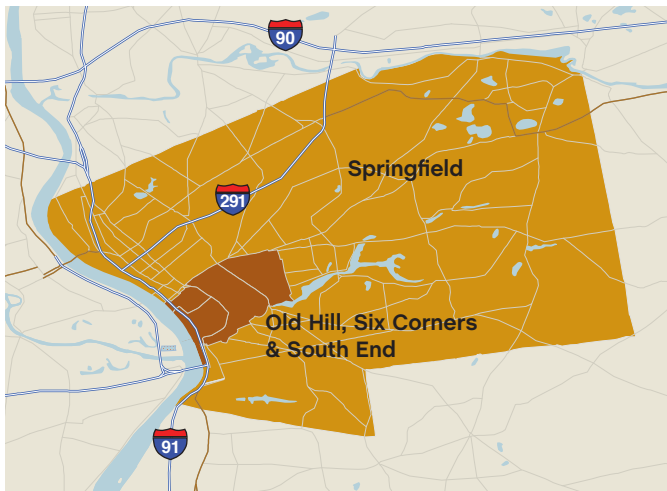 90
Springfield
291
Old Hill, Six Corners
& South End
91